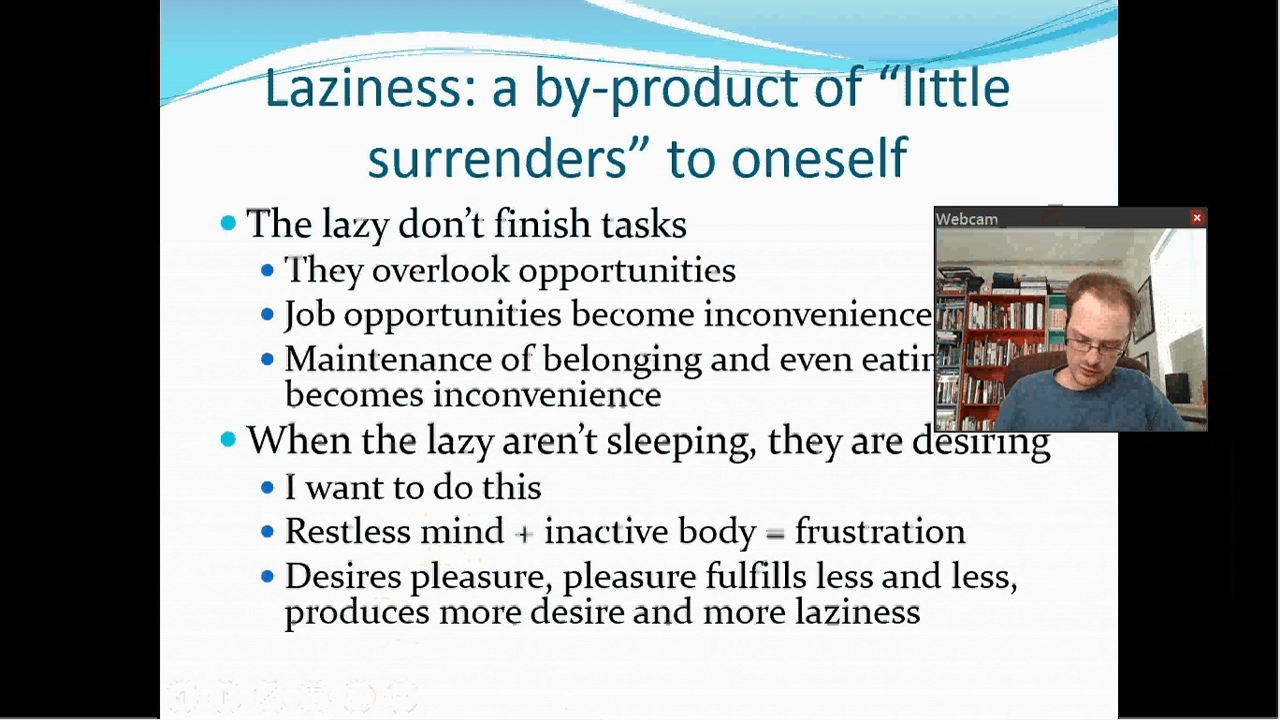 Laziness: a by-product of “little
surrenders” to oneself
• The lazy don’t finish tasks
• They overlook opportunities
• Job opportunities become inconvenience
• Maintenance of belonging and even eatin
becomes inconvenience
Webcam
• When the lazy aren’t sleeping, they are desiring
• I want to do this
• Restless mind + inactive body = frustration
• Desires pleasure, pleasure fulfills less and less,
produces more desire and more laziness